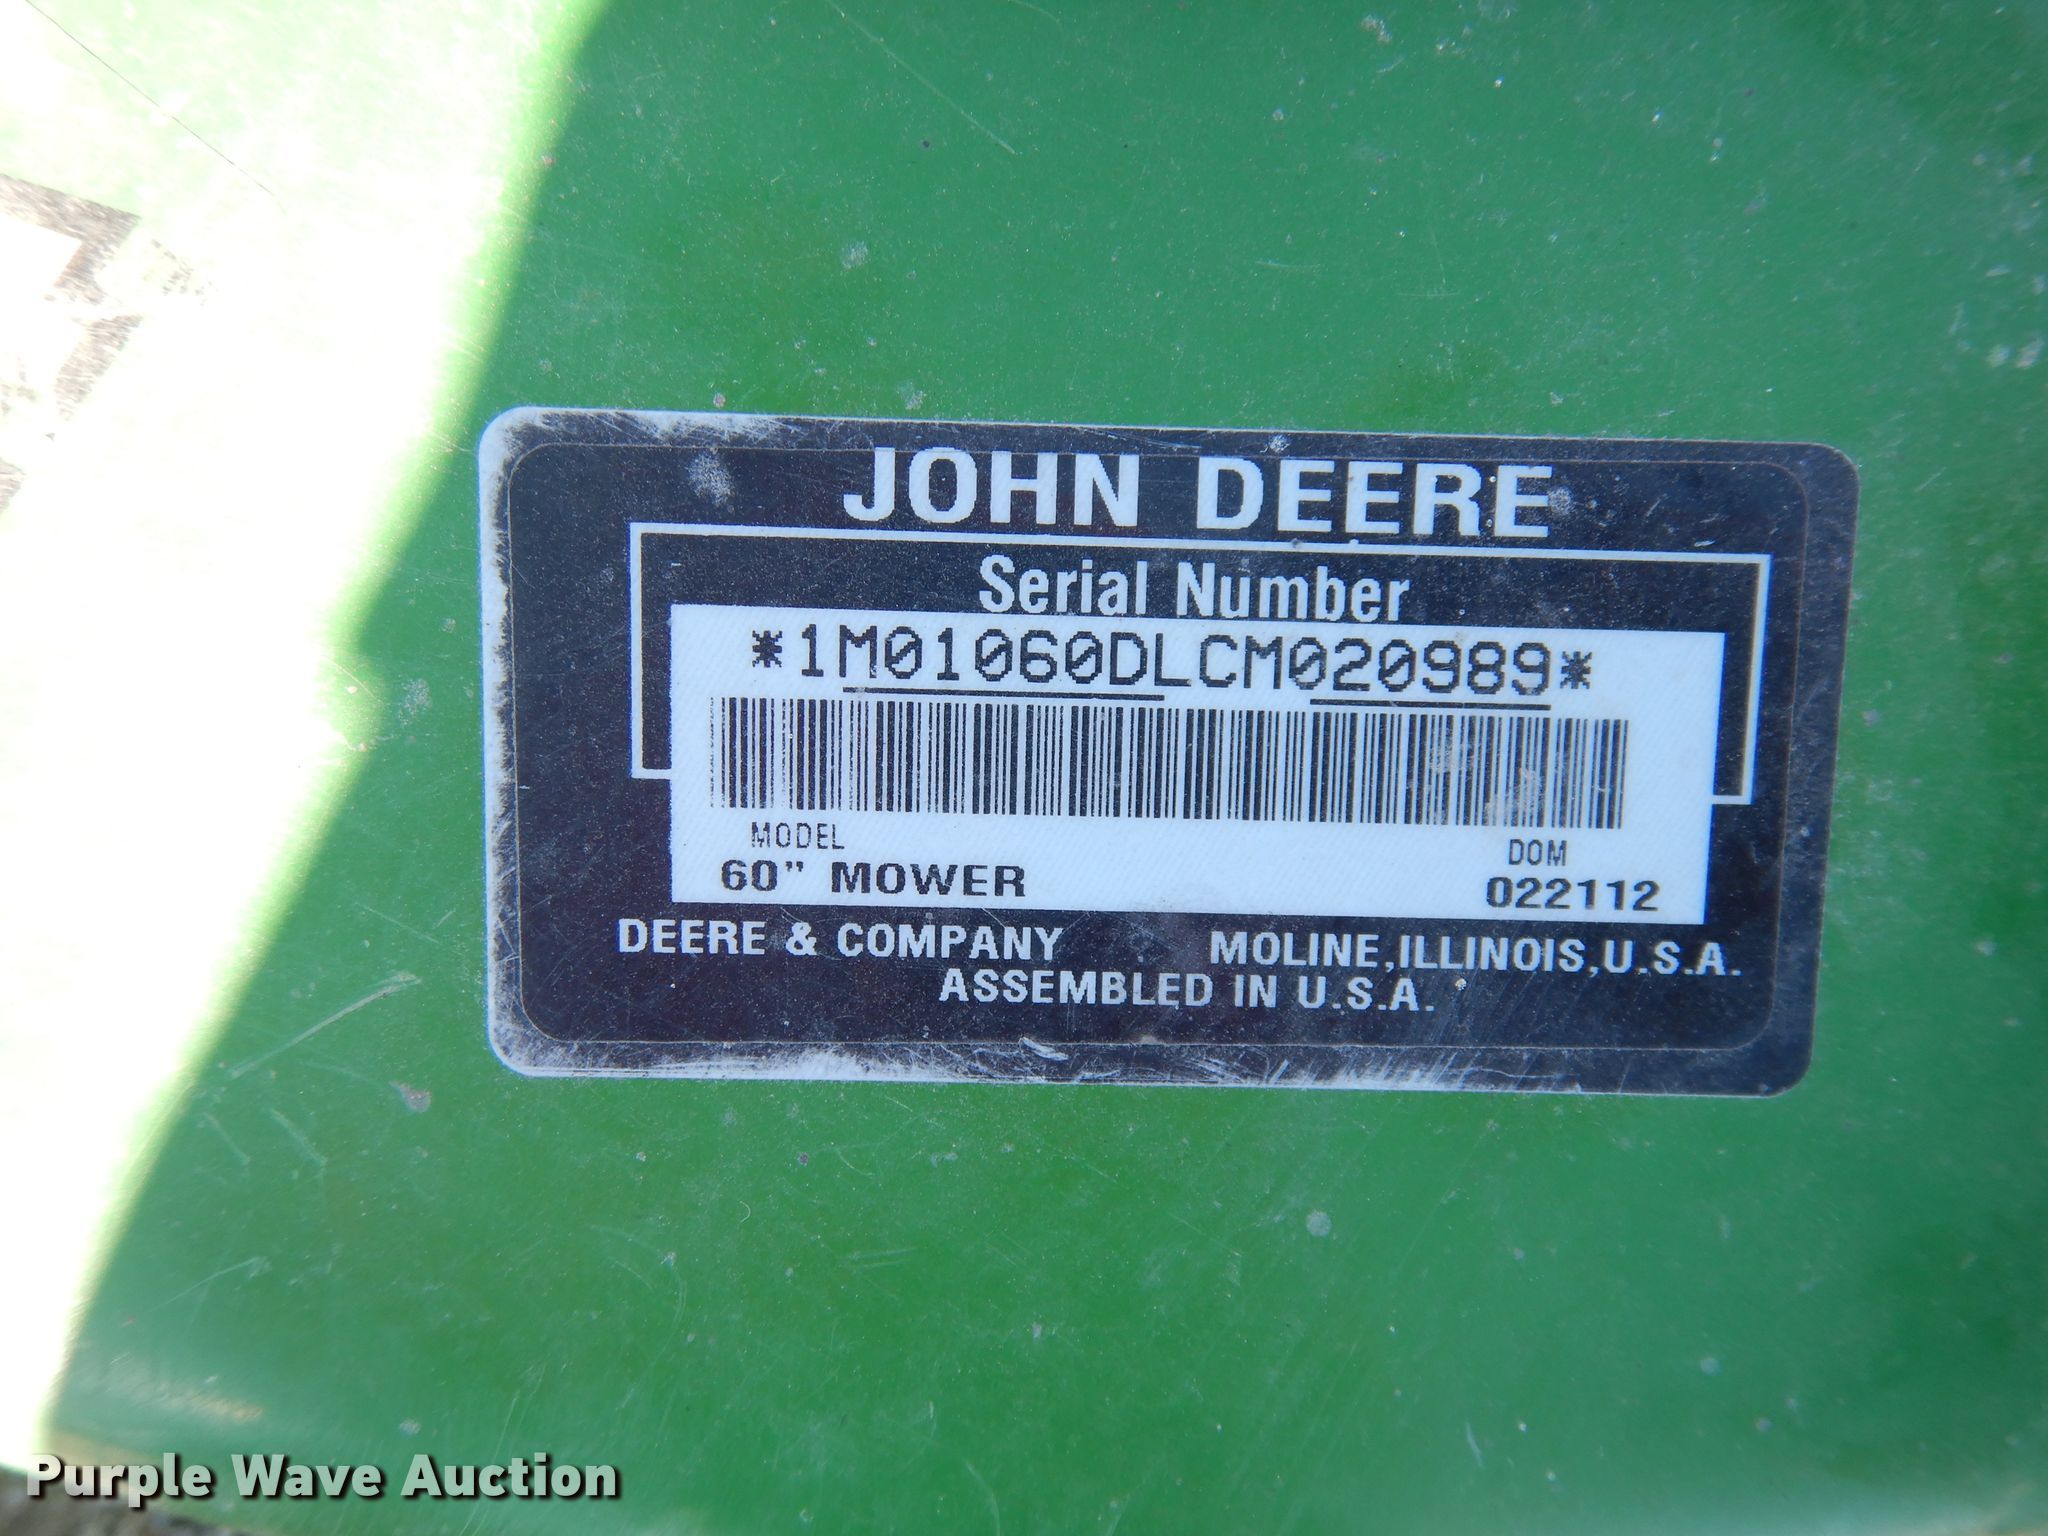 JOHN DEERE
Serial Number
*1M01060DLCM020989*
MODEL
DOM
60" MOWER
022112
DEERE & COMPANY
MOLINE,ILLINOIS,U.S.A.
ASSEMBLED IN U.S.A.
Purple Wave Auction